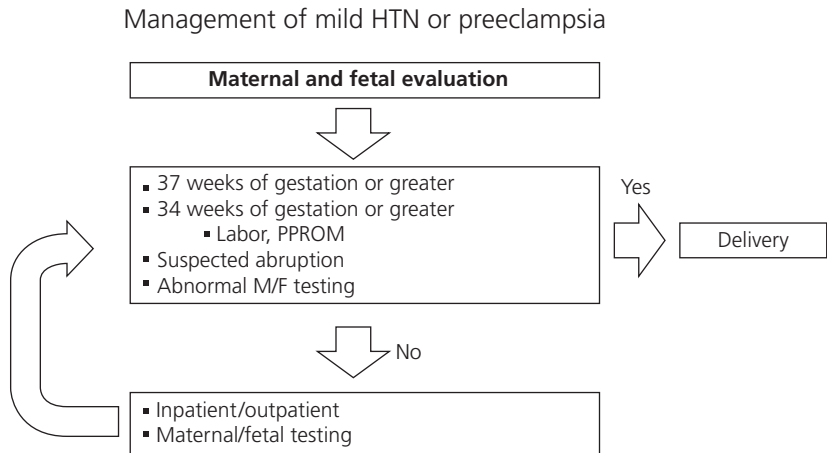 Management of mild HTN or preeclampsia
Maternal and fetal evaluation
▪ 37 weeks of gestation or greater
▪ 34 weeks of gestation or greater
▪ Labor, PPROM
▪ Suspected abruption
▪ Abnormal M/F testing
Yes
Delivery
No
▪ Inpatient/outpatient
▪ Maternal/fetal testing